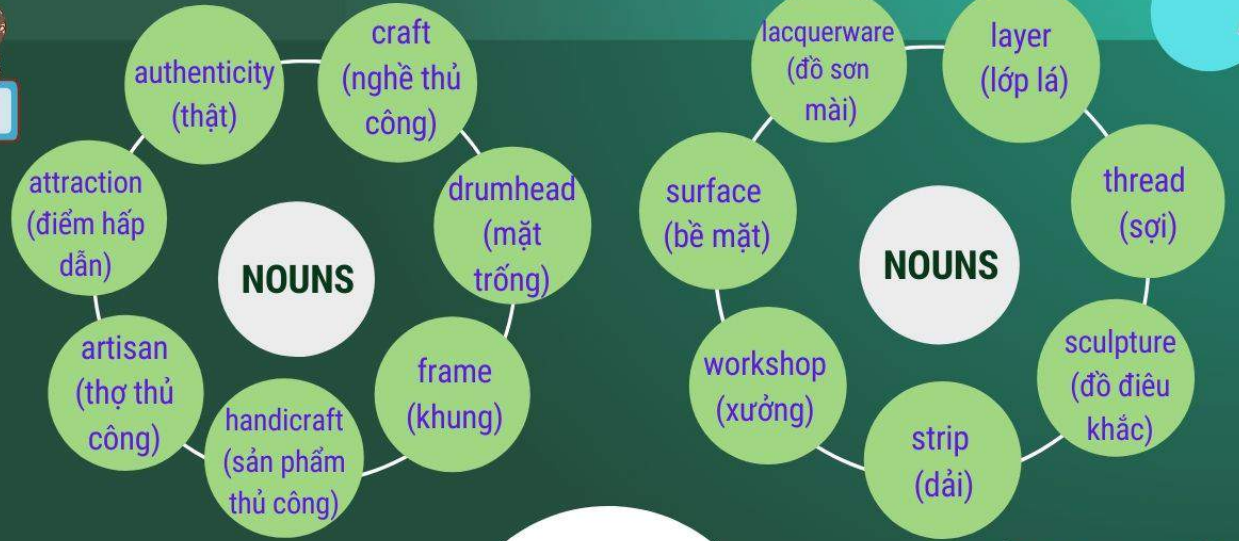 authenticity
(thật)
craft
(nghề thủ
công)
attraction
(điểm hấp
dẫn)
drumhead
(mặt
trống)
NOUNS
artisan
(thợ thủ
công)
handicraft
(sản phẩm
thủ công)
frame
(khung)
lacquerware
(đồ sơn
mài)
layer
(lớp lá)
surface
(bề mặt)
thread
(sợi)
NOUNS
workshop
(xưởng)
strip
(dải)
sculpture
(đồ điêu
khắc)